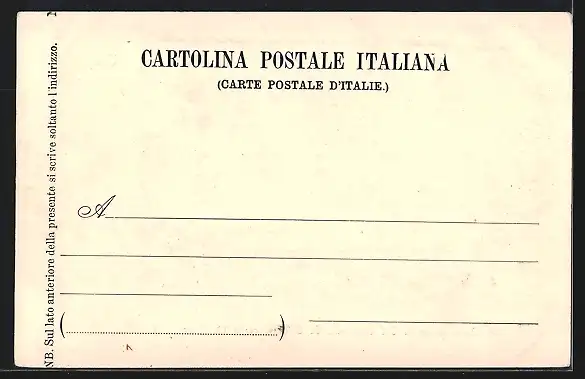 CARTOLINA POSTALE ITALIANA
(CARTE POSTALE D'ITALIE.)
A
( )
NB. Sul lato anteriore della presente si scrive soltanto l'indirizzo.